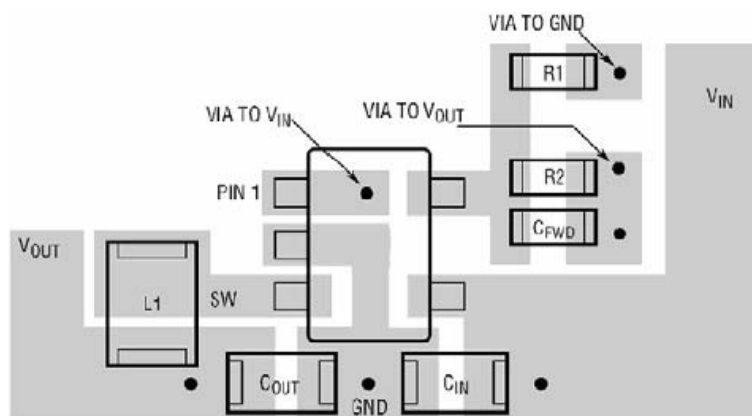 VIA TO GND
R1
VIN
VIA TO VIN
VIA TO VOUT
PIN 1
R2
CFWD
VOUT
L1
SW
COUT
GND
CIN